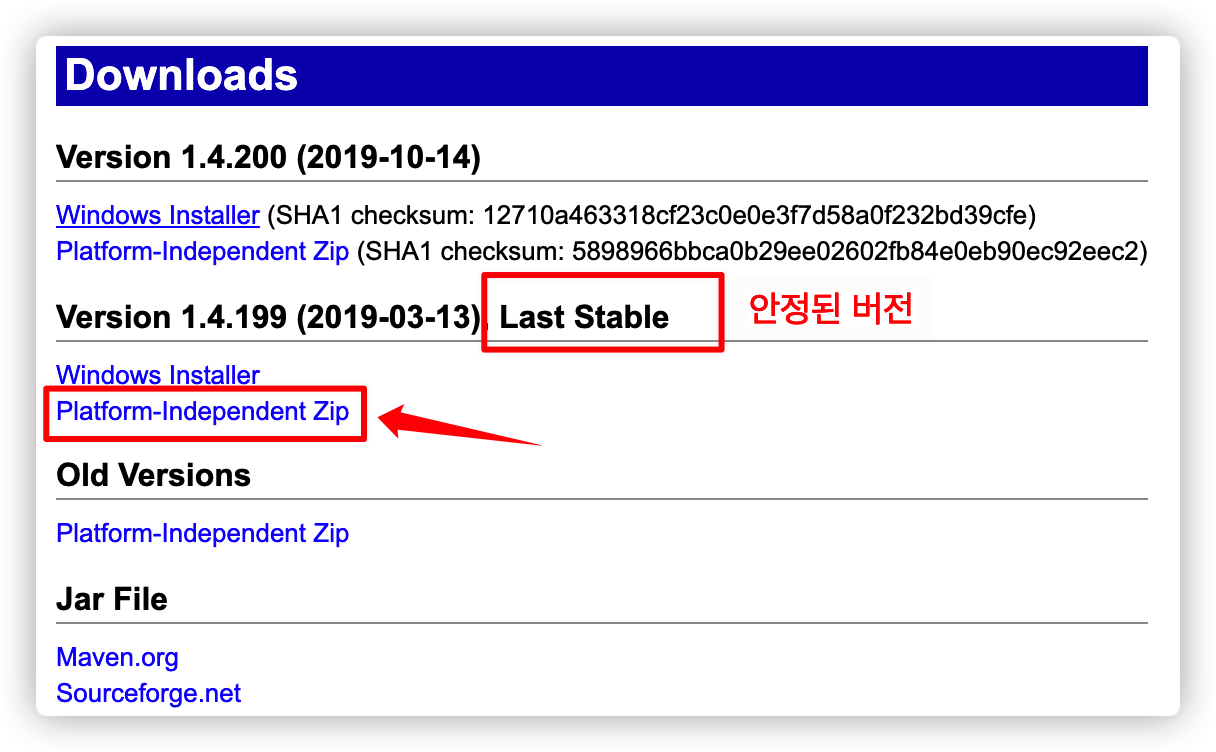 Downloads
Version 1.4.200 (2019-10-14)
Windows Installer (SHA1 checksum: 12710a463318cf23c0e0e3f7d58a0f232bd39cfe)
Platform-Independent Zip (SHA1 checksum: 5898966bbca0b29ee02602fb84e0eb90ec92eec2)
Version 1.4.199 (2019-03-13), Last Stable 안정된 버전
Windows Installer
Platform-Independent Zip
Old Versions
Platform-Independent Zip
Jar File
Maven.org
Sourceforge.net